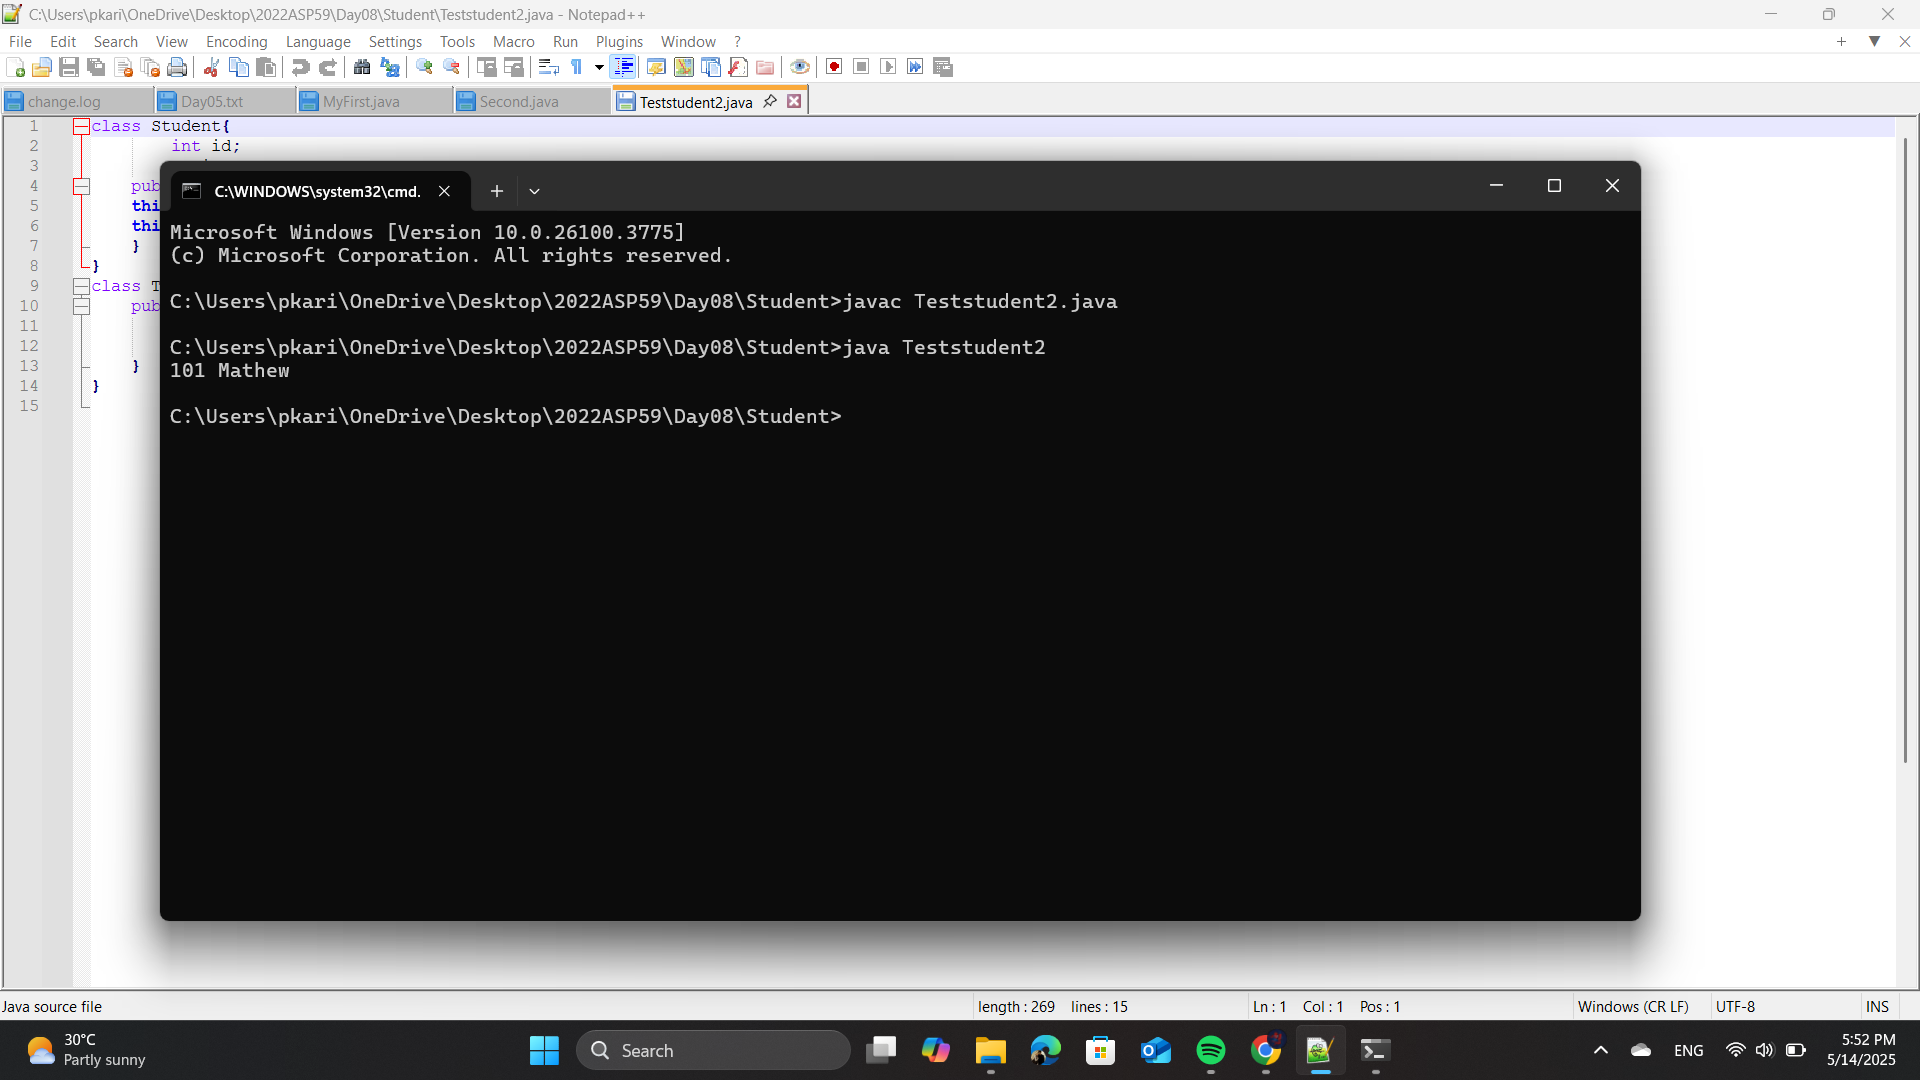 C:\Users\pkari\OneDrive\Desktop\2022ASP59\Day08\Student\Teststudent2.java - Notepad++
File Edit Search View Encoding Language Settings Tools Macro Run Plugins Window ?
change.log Day05.txt MyFirst.java Second.java Teststudent2.java
1 class Student{
2 int id;
3
4 pub
5 thi
6 thi
7 }
8 }
9 class T
10 pub
11
12
13 }
14 }
15
C:\WINDOWS\system32\cmd.
Microsoft Windows [Version 10.0.26100.3775]
(c) Microsoft Corporation. All rights reserved.
C:\Users\pkari\OneDrive\Desktop\2022ASP59\Day08\Student>javac Teststudent2.java
C:\Users\pkari\OneDrive\Desktop\2022ASP59\Day08\Student>java Teststudent2
101 Mathew
C:\Users\pkari\OneDrive\Desktop\2022ASP59\Day08\Student>
Java source file length : 269 lines : 15 Ln : 1 Col : 1 Pos : 1 Windows (CR LF) UTF-8 INS
30°C
Partly sunny
Search
ENG
5:52 PM
5/14/2025